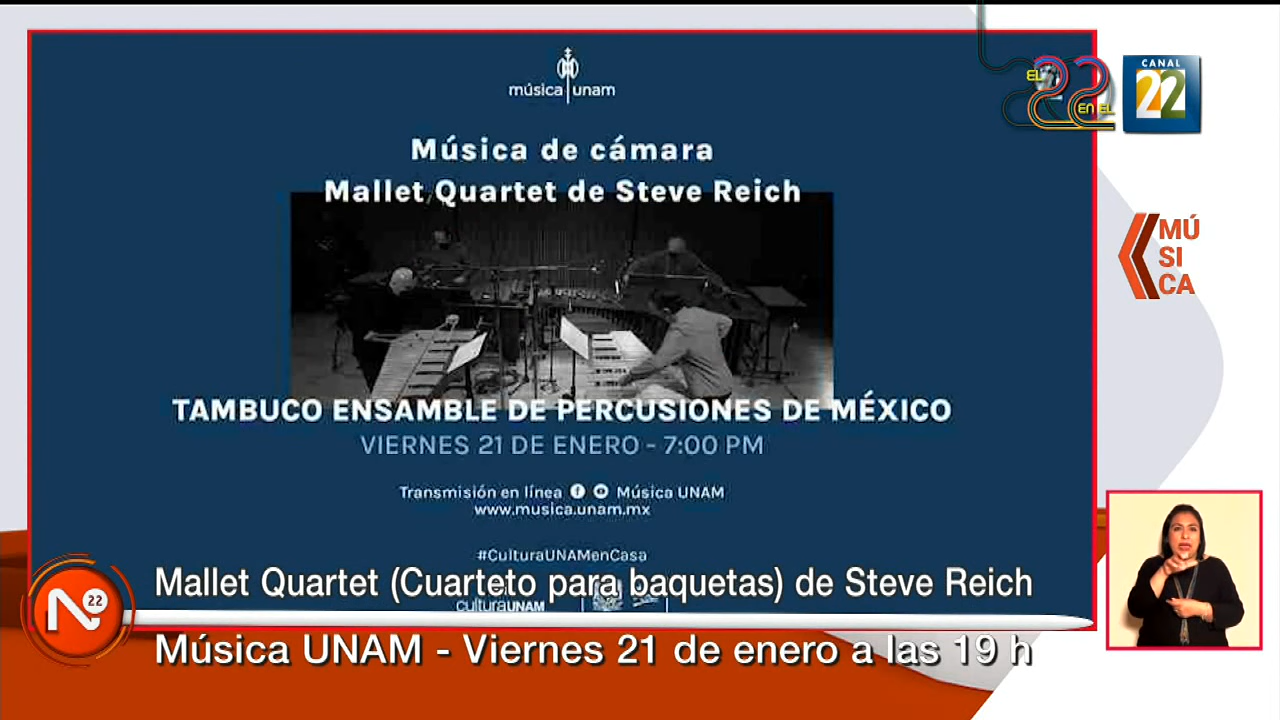 música unam
EL 22 EN EL
CANAL 22
Música de cámara
Mallet Quartet de Steve Reich
MÚ
SI
CA
TAMBUCO ENSAMBLE DE PERCUSIONES DE MÉXICO
VIERNES 21 DE ENERO - 7:00 PM
Transmisión en línea Música UNAM
www.musica.unam.mx
#CulturaUNAMenCasa
culturaUNAM
N22
Mallet Quartet (Cuarteto para baquetas) de Steve Reich
Música UNAM - Viernes 21 de enero a las 19 h